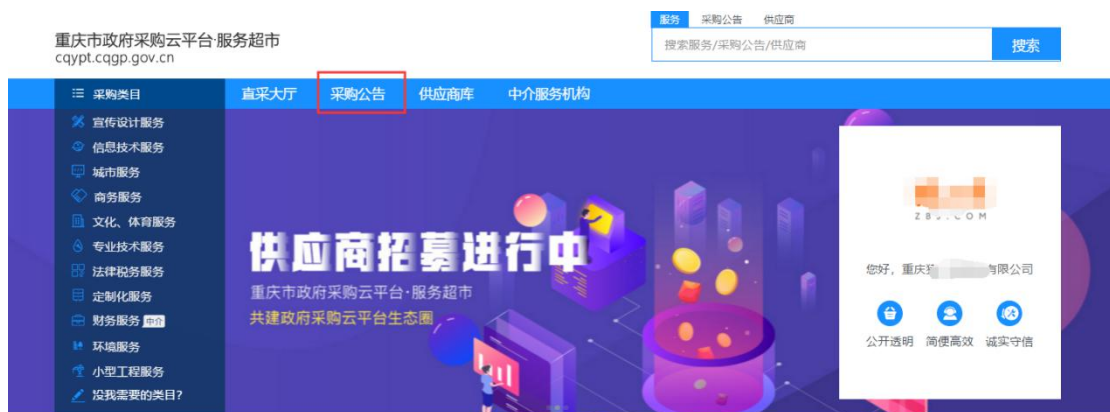 服务 采购公告 供应商
重庆市政府采购云平台·服务超市
cqypt.cqgp.gov.cn
搜索服务/采购公告/供应商 搜索
采购类目 直采大厅 采购公告 供应商库 中介服务机构
宣传设计服务
信息技术服务
城市服务
商务服务
文化、体育服务
专业技术服务
法律税务服务
定制化服务
财务服务 中介
环境服务
小型工程服务
没我需要的类目?
供应商招募进行中
重庆市政府采购云平台·服务超市
共建政府采购云平台生态圈
您好，重庆 有限公司
公开透明 简便高效 诚实守信